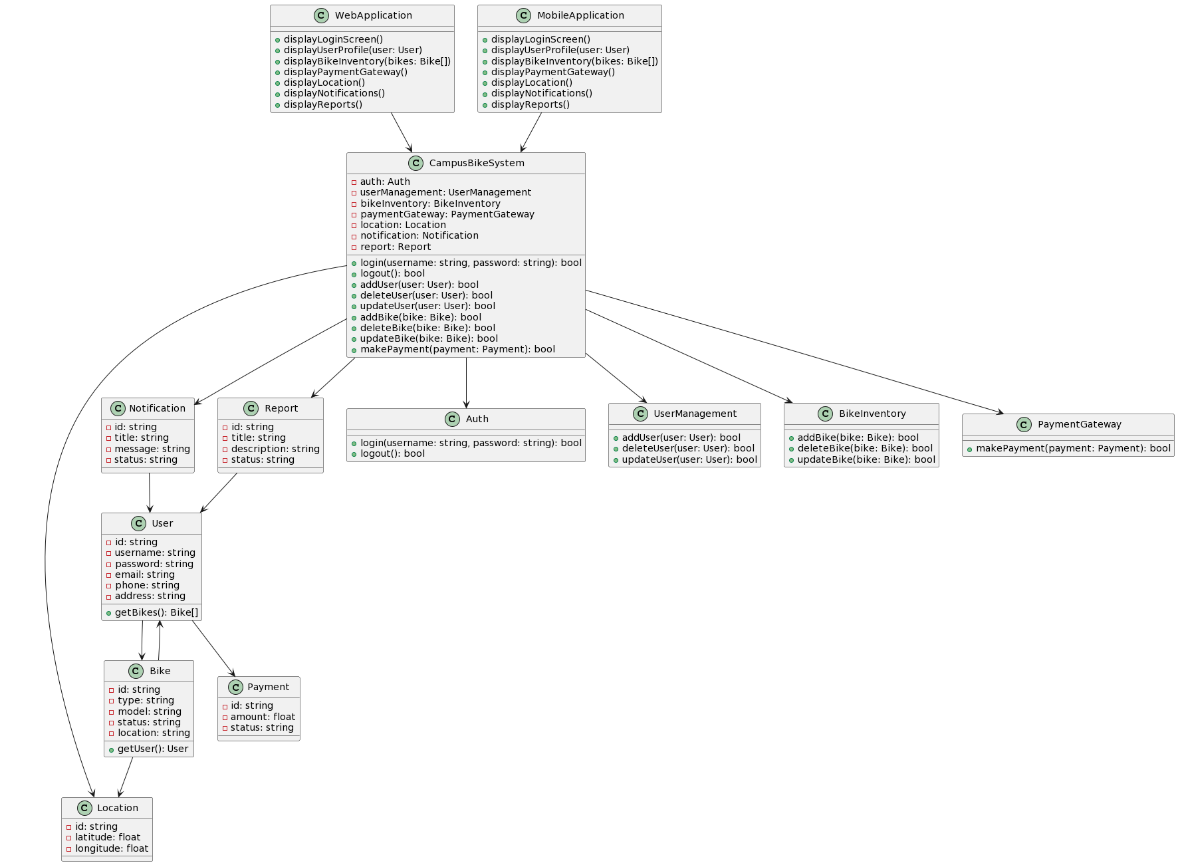 WebApplication
displayLoginScreen()
displayUserProfile(user: User)
displayBikeInventory(bikes: Bike[])
displayPaymentGateway()
displayLocation()
displayNotifications()
displayReports()
MobileApplication
displayLoginScreen()
displayUserProfile(user: User)
displayBikeInventory(bikes: Bike[])
displayPaymentGateway()
displayLocation()
displayNotifications()
displayReports()
CampusBikeSystem
auth: Auth
userManagement: UserManagement
bikeInventory: BikeInventory
paymentGateway: PaymentGateway
location: Location
notification: Notification
report: Report
login(username: string, password: string): bool
logout(): bool
addUser(user: User): bool
deleteUser(user: User): bool
updateUser(user: User): bool
addBike(bike: Bike): bool
deleteBike(bike: Bike): bool
updateBike(bike: Bike): bool
makePayment(payment: Payment): bool
Notification
id: string
title: string
message: string
status: string
Report
id: string
title: string
description: string
status: string
Auth
login(username: string, password: string): bool
logout(): bool
UserManagement
addUser(user: User): bool
deleteUser(user: User): bool
updateUser(user: User): bool
BikeInventory
addBike(bike: Bike): bool
deleteBike(bike: Bike): bool
updateBike(bike: Bike): bool
PaymentGateway
makePayment(payment: Payment): bool
User
id: string
username: string
password: string
email: string
phone: string
address: string
getBikes(): Bike[]
Bike
id: string
type: string
model: string
status: string
location: string
getUser(): User
Payment
id: string
amount: float
status: string
Location
id: string
latitude: float
longitude: float